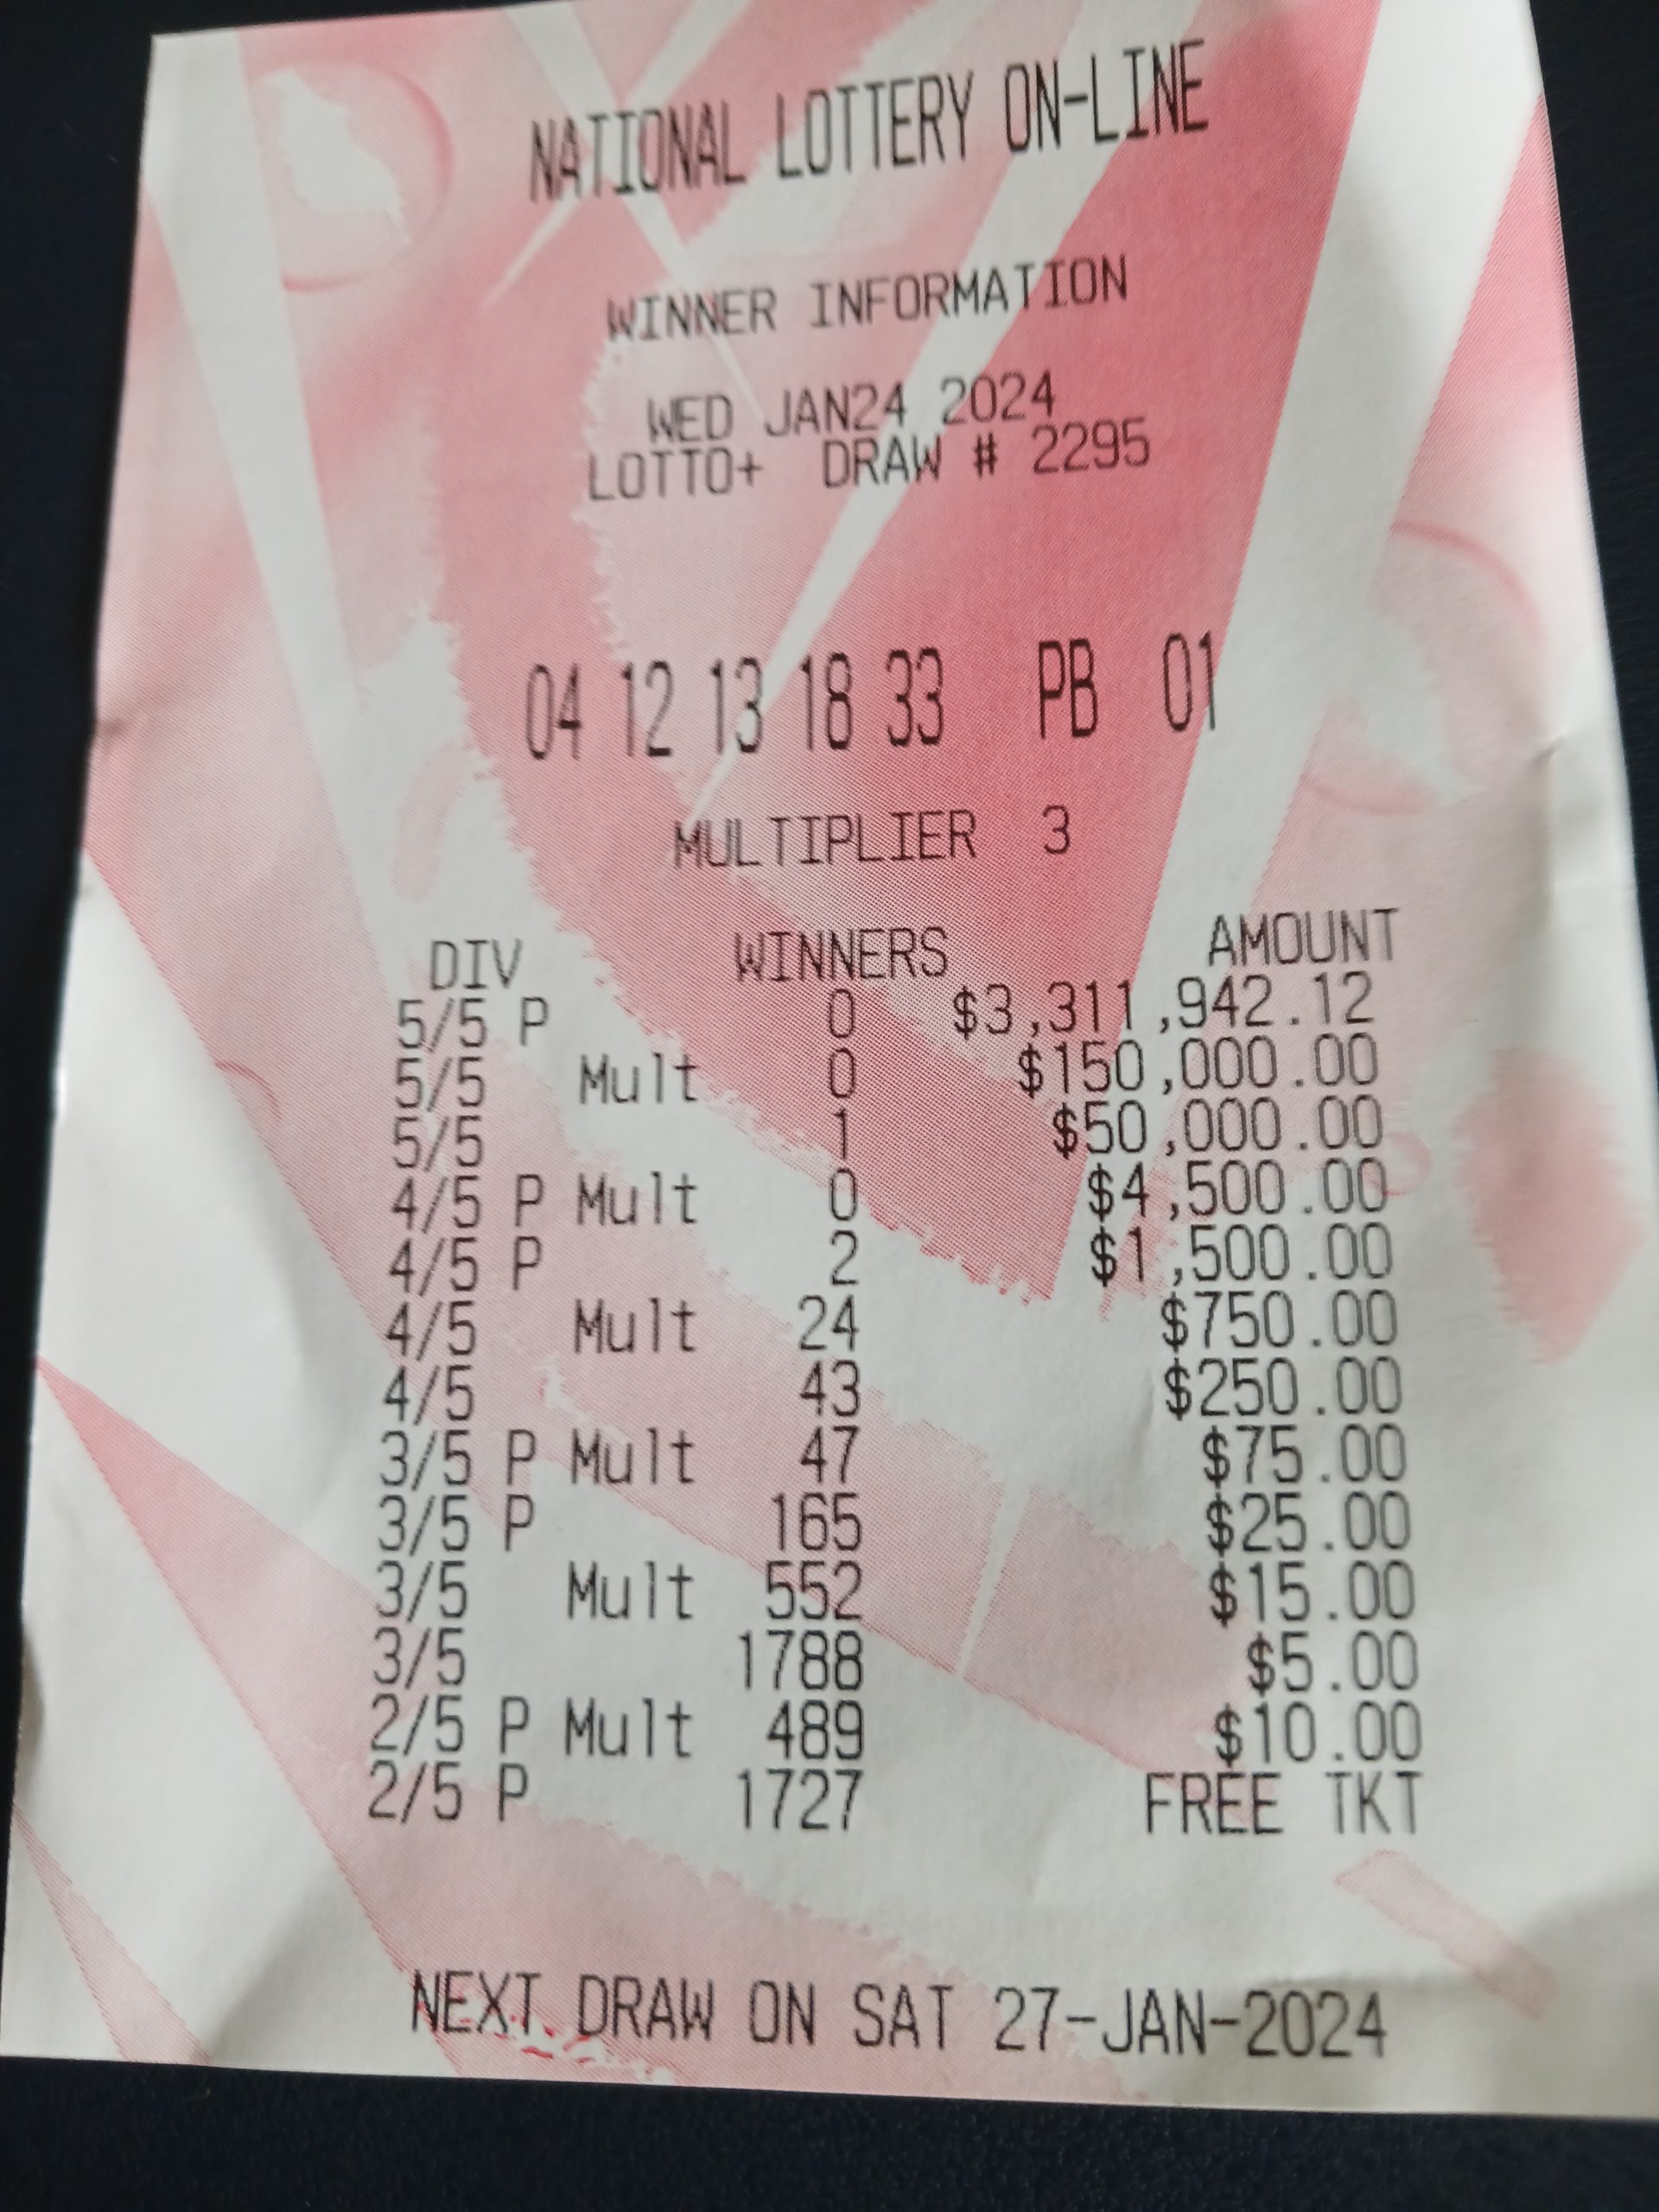 NATIONAL LOTTERY ON-LINE
WINNER INFORMATION
WED JAN24 2024
LOTTO+ DRAW # 2295
04 12 13 18 33 PB 01
MULTIPLIER 3
DIV WINNERS AMOUNT
5/5 P 0 $3,311,942.12
5/5 Mult 0 $150,000.00
5/5 1 $50,000.00
4/5 P Mult 0 $4,500.00
4/5 P 2 $1,500.00
4/5 Mult 24 $750.00
4/5 43 $250.00
3/5 P Mult 47 $75.00
3/5 P 165 $25.00
3/5 Mult 552 $15.00
3/5 1788 $5.00
2/5 P Mult 489 $10.00
2/5 P 1727 FREE TKT
NEXT DRAW ON SAT 27-JAN-2024